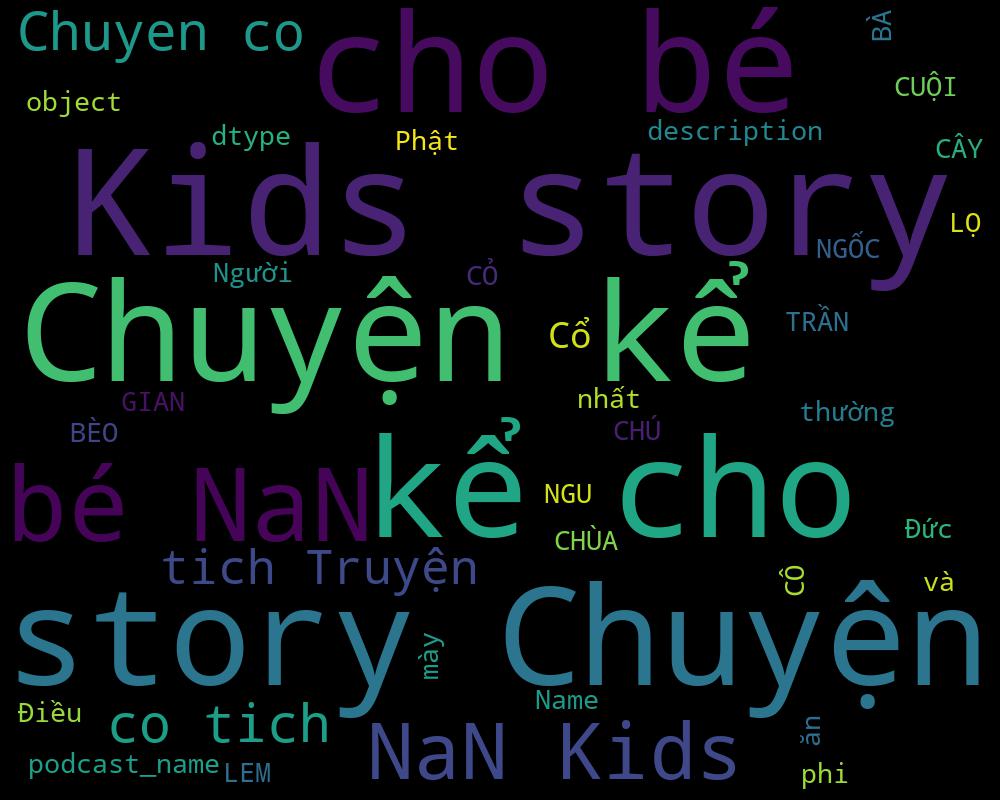 Chuyen co
cho bé
BÀ
CUỘI
object
dtype
Phật
description
CÂY
Kids story
LỌ
NGỐC
Người
CỎ
Chuyện
Cổ
kể
TRẦN
GIAN
nhất
thường
BÈO
CHÚ
bé NaN
kể cho
NGU
CHÙA
Đức
tich Truyện
CÔ
và
story
Chuyện
mày
Name
Điều
co tich
NaN Kids
ăn
podcast_name
LEM
phi